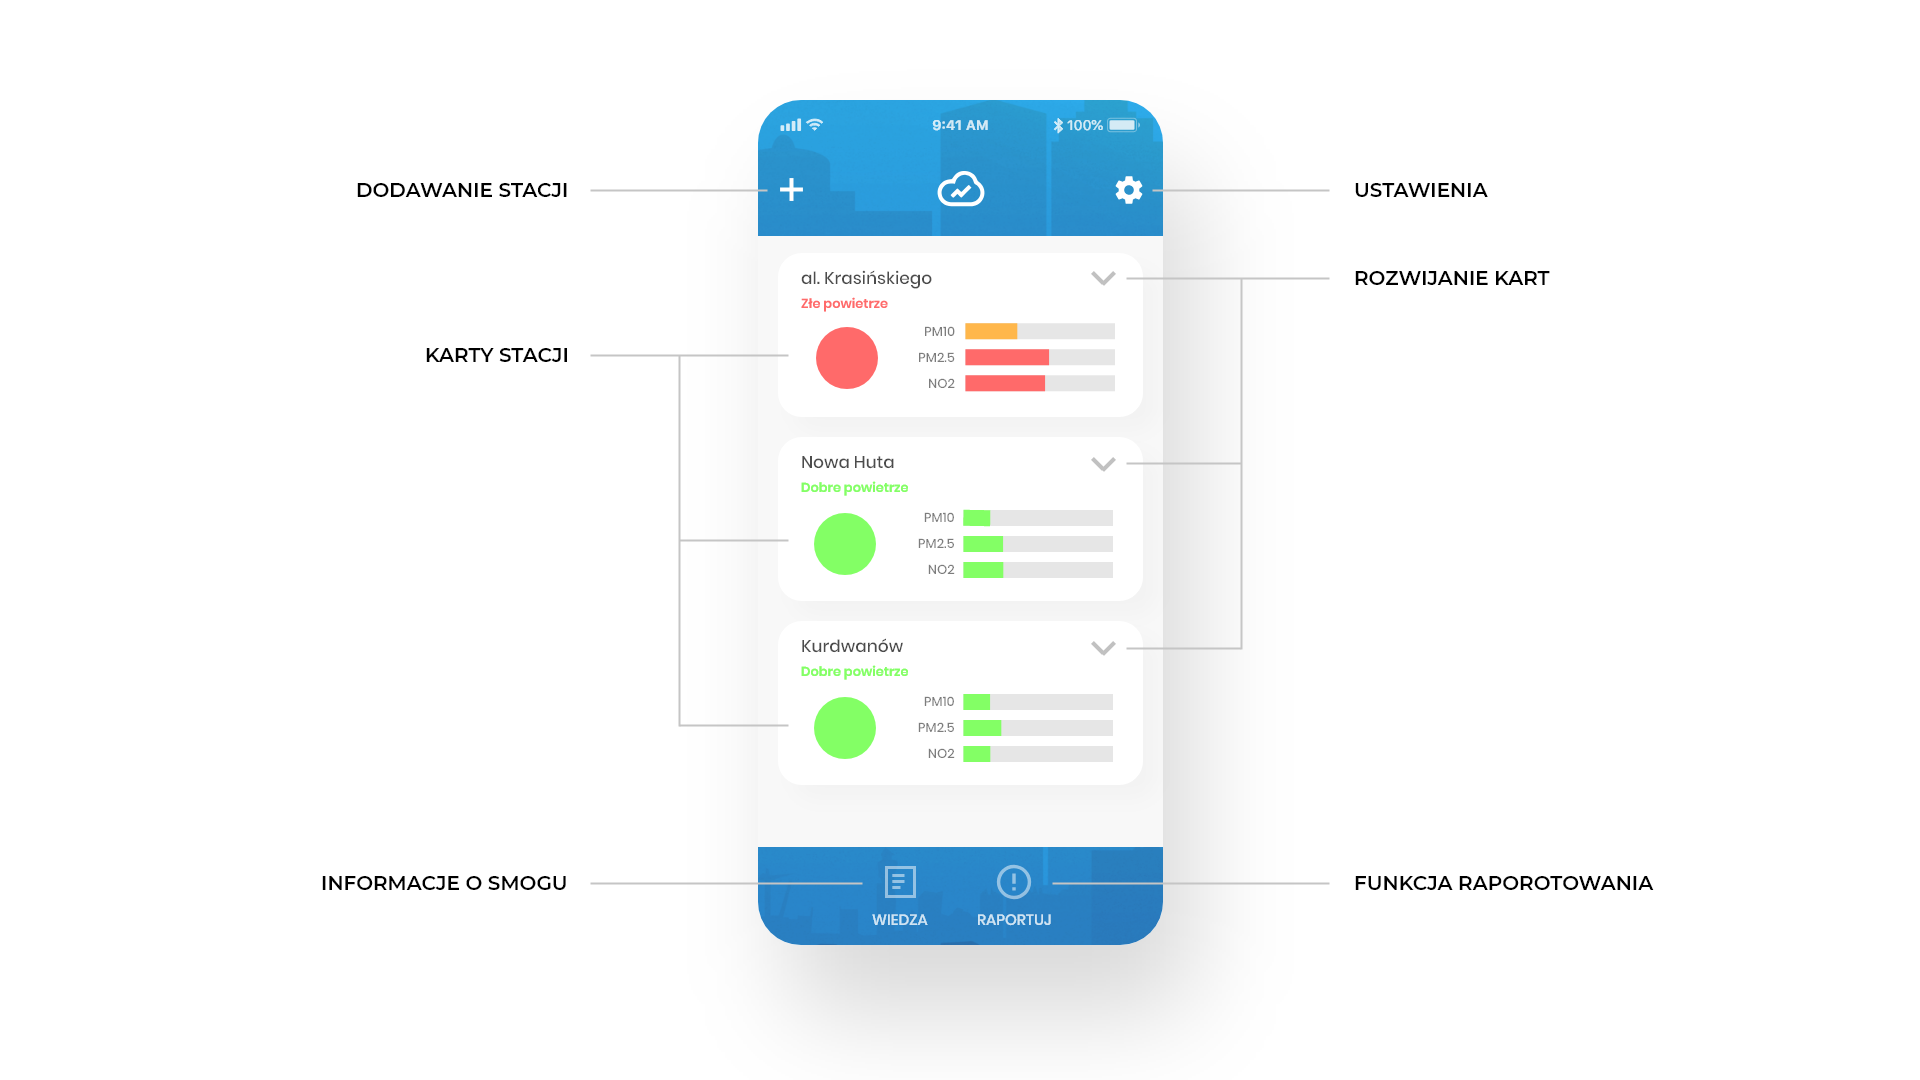 9:41 AM
100%
DODAWANIE STACJI
USTAWIENIA
al. Krasińskiego
ROZWIJANIE KART
Złe powietrze
KARTY STACJI
PM10
PM2.5
NO2
Nowa Huta
Dobre powietrze
PM10
PM2.5
NO2
Kurdwanów
Dobre powietrze
PM10
PM2.5
NO2
INFORMACJE O SMOGU
FUNKCJA RAPOROTOWANIA
WIEDZA
RAPORTUJ